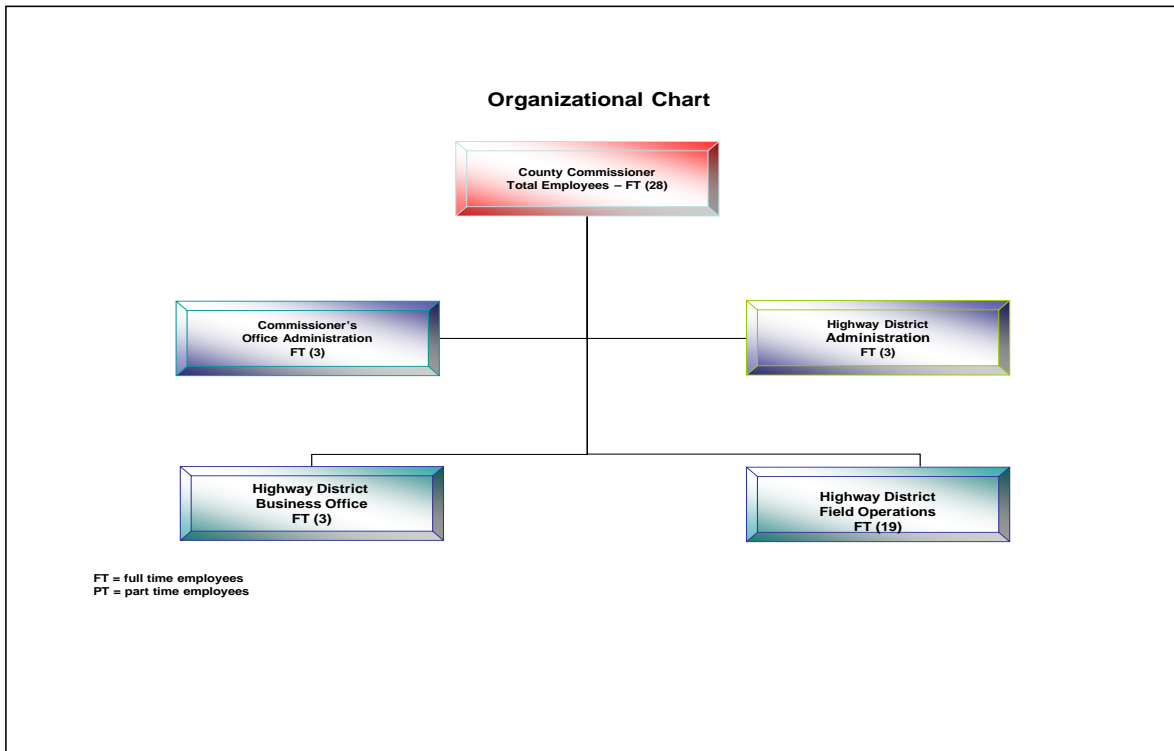 Organizational Chart
County Commissioner
Total Employees – FT (28)
Commissioner's
Office Administration
FT (3)
Highway District
Administration
FT (3)
Highway District
Business Office
FT (3)
Highway District
Field Operations
FT (19)
FT = full time employees
PT = part time employees